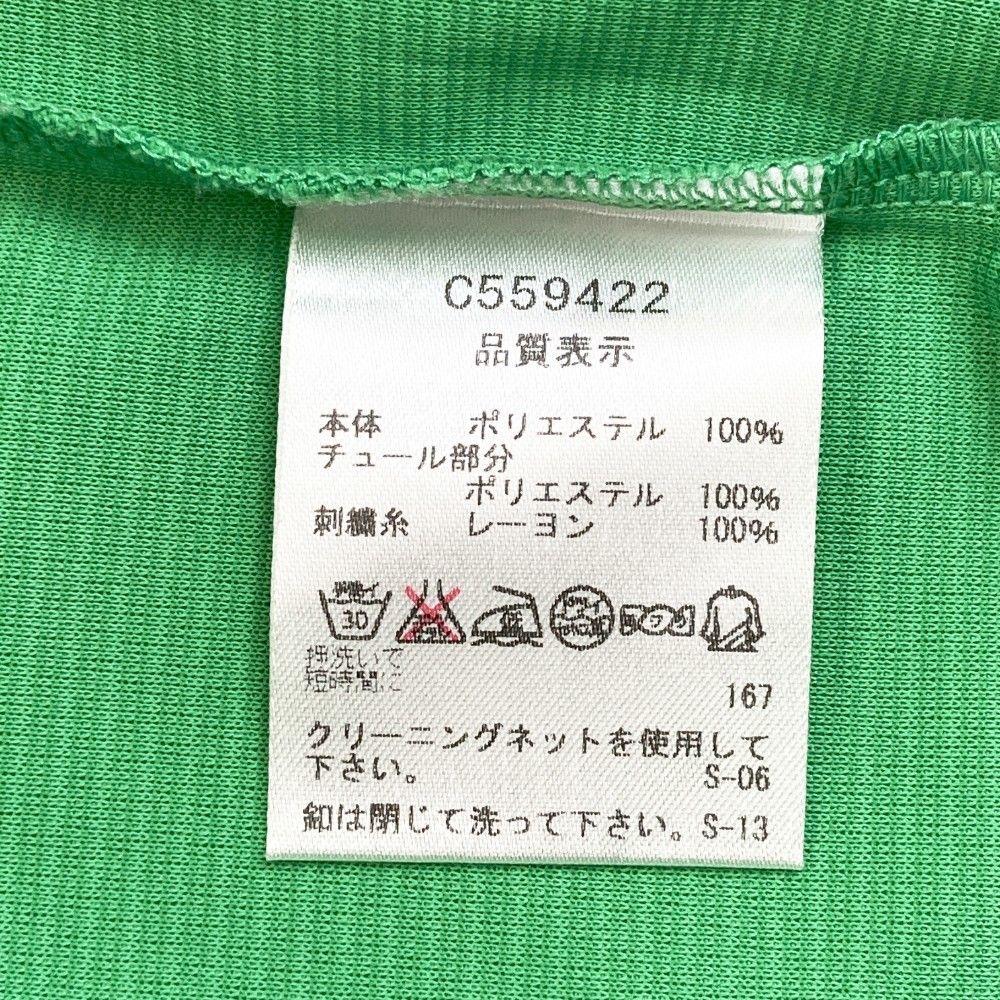 C559422
品質表示
本体 ポリエステル 100%
チュール部分
ポリエステル 100%
刺繍糸 レーヨン 100%
30
押洗いで
短時間に
167
クリーニングネットを使用して
下さい。 S-06
釦は閉じて洗って下さい。 S-13